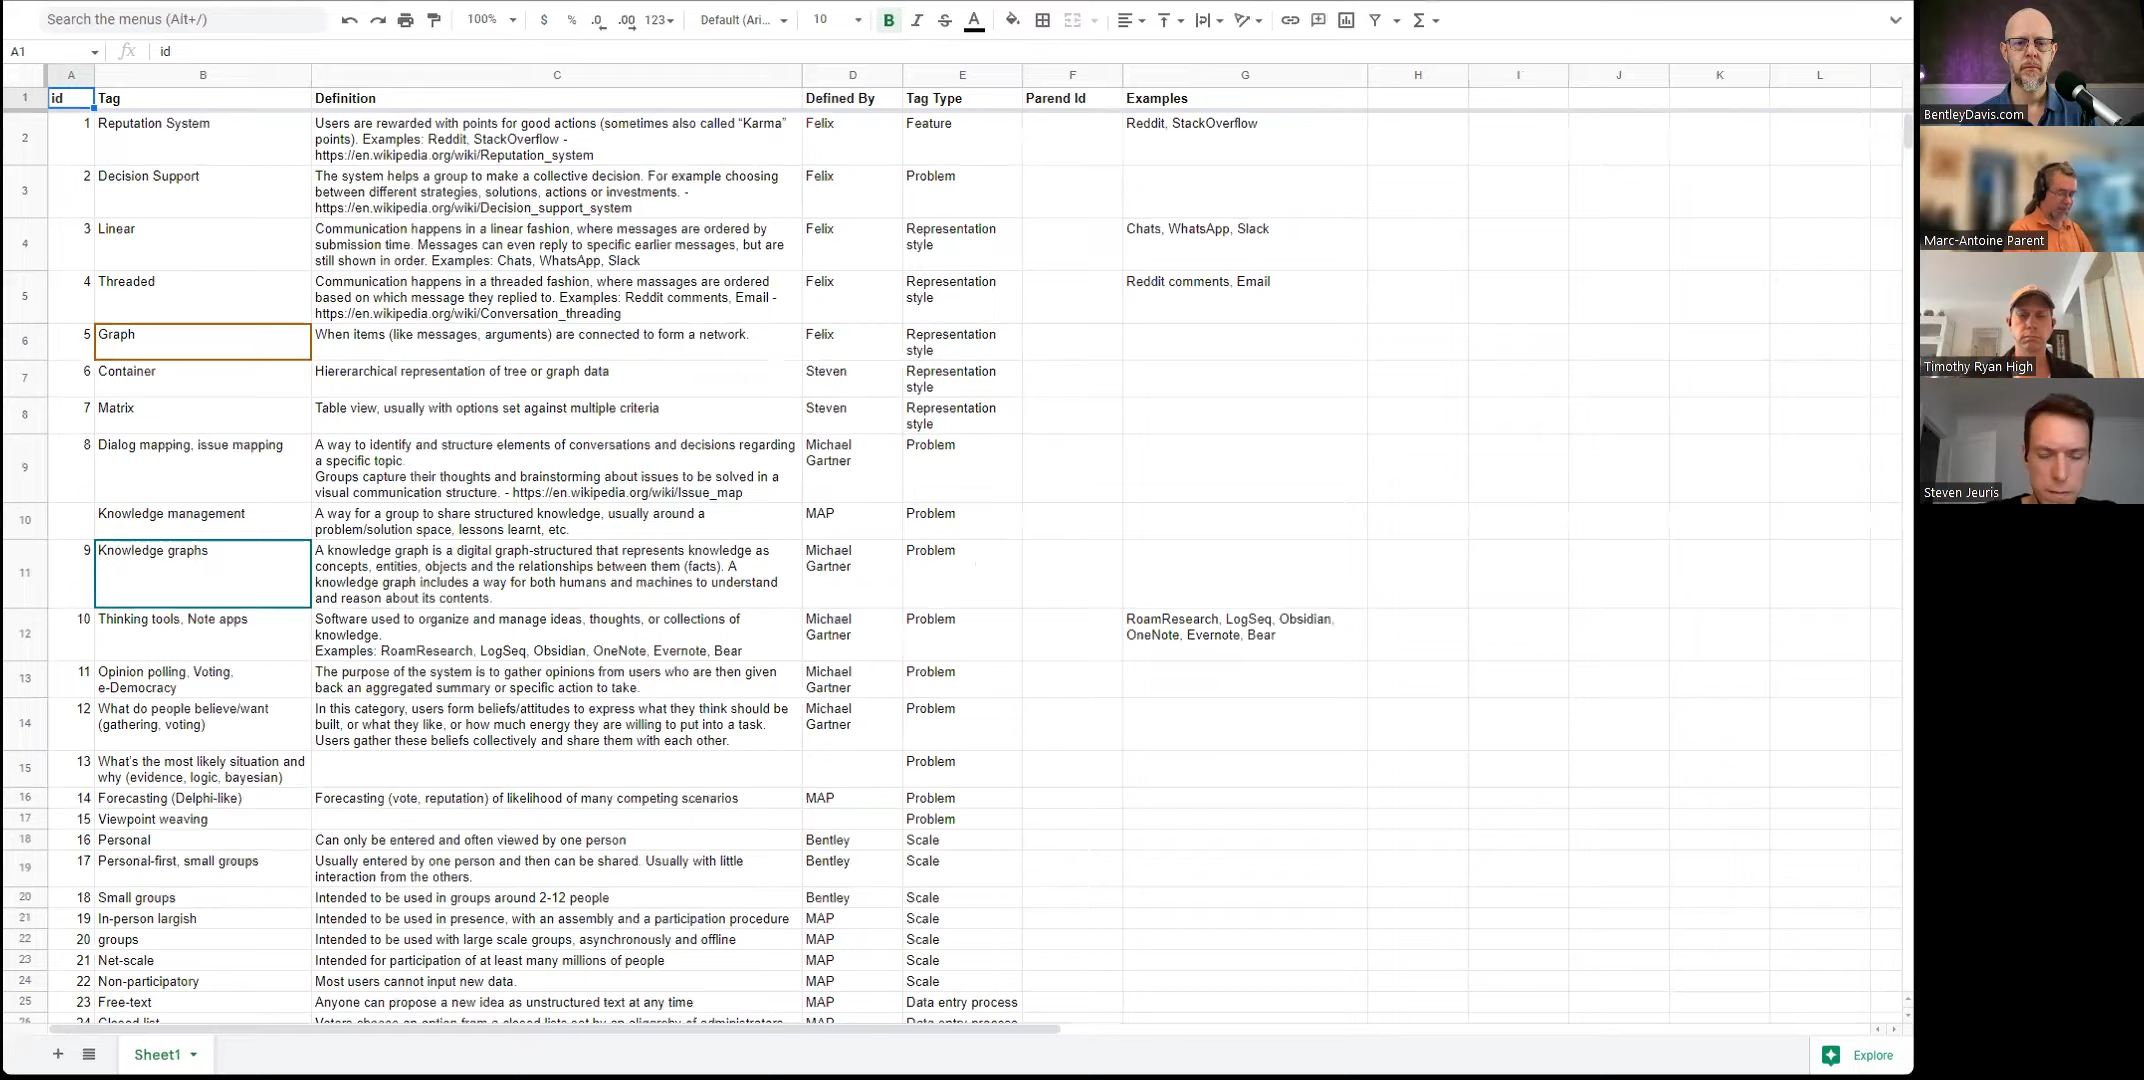 Search the menus (Alt+/)
100%
$
%
.0
.00
123
Default (Ari...
10
B
I
S
A
A1
fx
id
A B C D E F G H I J K L
1 id Tag Definition Defined By Tag Type Parend Id Examples
2
1 Reputation System
Users are rewarded with points for good actions (sometimes also called “Karma”
points). Examples: Reddit, StackOverflow -
https://en.wikipedia.org/wiki/Reputation_system
Felix
Feature
Reddit, StackOverflow
3
2 Decision Support
The system helps a group to make a collective decision. For example choosing
between different strategies, solutions, actions or investments. -
https://en.wikipedia.org/wiki/Decision_support_system
Felix
Problem
4
3 Linear
Communication happens in a linear fashion, where messages are ordered by
submission time. Messages can even reply to specific earlier messages, but are
still shown in order. Examples: Chats, WhatsApp, Slack
Felix
Representation
style
Chats, WhatsApp, Slack
5
4 Threaded
Communication happens in a threaded fashion, where massages are ordered
based on which message they replied to. Examples: Reddit comments, Email -
https://en.wikipedia.org/wiki/Conversation_threading
Felix
Representation
style
Reddit comments, Email
6
5 Graph
When items (like messages, arguments) are connected to form a network.
Felix
Representation
style
7
6 Container
Hiererarchical representation of tree or graph data
Steven
Representation
style
8
7 Matrix
Table view, usually with options set against multiple criteria
Steven
Representation
style
9
8 Dialog mapping, issue mapping
A way to identify and structure elements of conversations and decisions regarding
a specific topic.
Groups capture their thoughts and brainstorming about issues to be solved in a
visual communication structure. - https://en.wikipedia.org/wiki/Issue_map
Michael
Gartner
Problem
10
Knowledge management
A way for a group to share structured knowledge, usually around a
problem/solution space, lessons learnt, etc.
MAP
Problem
11
9 Knowledge graphs
A knowledge graph is a digital graph-structured that represents knowledge as
concepts, entities, objects and the relationships between them (facts). A
knowledge graph includes a way for both humans and machines to understand
and reason about its contents.
Michael
Gartner
Problem
12
10 Thinking tools, Note apps
Software used to organize and manage ideas, thoughts, or collections of
knowledge.
Examples: RoamResearch, LogSeq, Obsidian, OneNote, Evernote, Bear
Michael
Gartner
Problem
RoamResearch, LogSeq, Obsidian,
OneNote, Evernote, Bear
13
11 Opinion polling, Voting,
e-Democracy
The purpose of the system is to gather opinions from users who are then given
back an aggregated summary or specific action to take.
Michael
Gartner
Problem
14
12 What do people believe/want
(gathering, voting)
In this category, users form beliefs/attitudes to express what they think should be
built, or what they like, or how much energy they are willing to put into a task.
Users gather these beliefs collectively and share them with each other.
Michael
Gartner
Problem
15
13 What's the most likely situation and
why (evidence, logic, bayesian)
Problem
16 14 Forecasting (Delphi-like) Forecasting (vote, reputation) of likelihood of many competing scenarios MAP Problem
17 15 Viewpoint weaving Problem
18 16 Personal Can only be entered and often viewed by one person Bentley Scale
19
17 Personal-first, small groups
Usually entered by one person and then can be shared. Usually with little
interaction from the others.
Bentley
Scale
20 18 Small groups Intended to be used in groups around 2-12 people Bentley Scale
21 19 In-person largish Intended to be used in presence, with an assembly and a participation procedure MAP Scale
22 20 groups Intended to be used with large scale groups, asynchronously and offline MAP Scale
23 21 Net-scale Intended for participation of at least many millions of people MAP Scale
24 22 Non-participatory Most users cannot input new data. MAP Scale
25 23 Free-text Anyone can propose a new idea as unstructured text at any time MAP Data entry process
26 24 Closed list Voters choose an option from a closed lists set by an oligarchy of administrators MAP Data entry process
Sheet1
Explore
BentleyDavis.com
Marc-Antoine Parent
Timothy Ryan High
Steven Jeuris